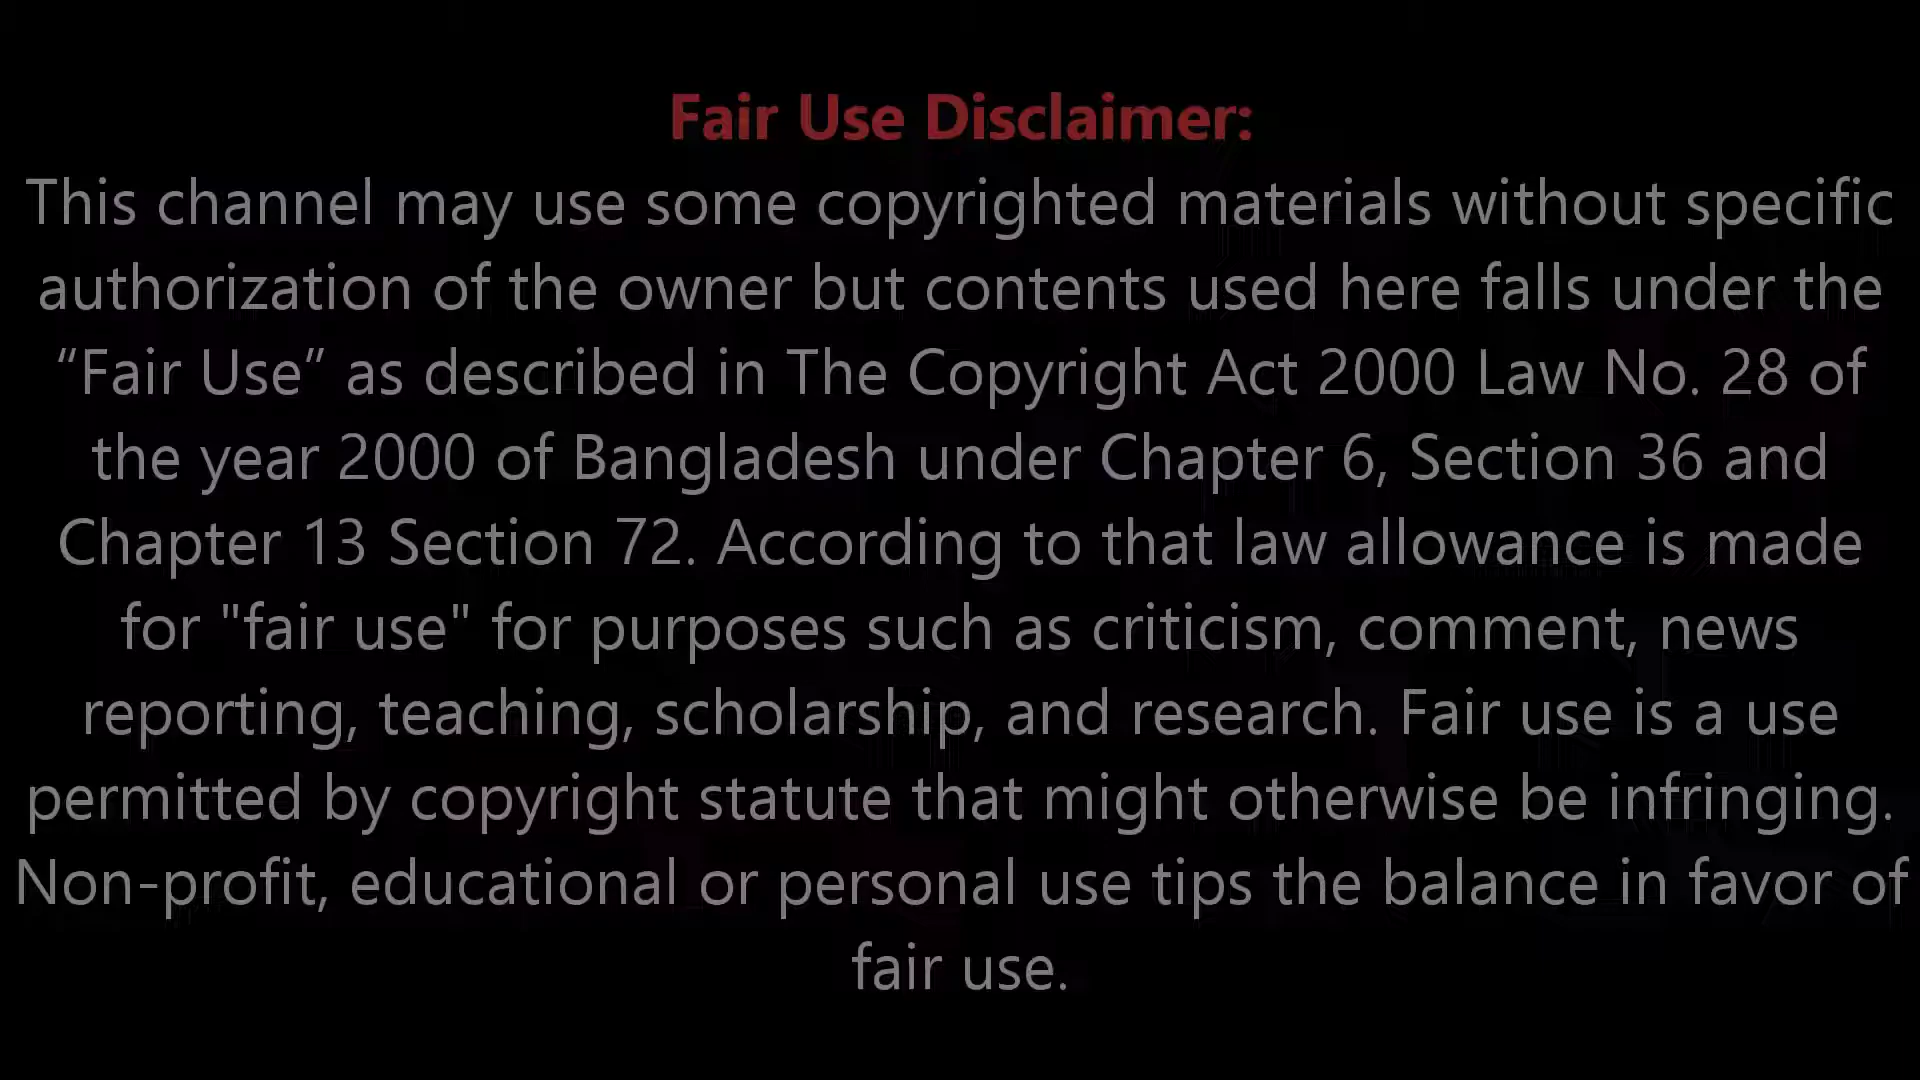 Fair Use Disclaimer:
This channel may use some copyrighted materials without specific
authorization of the owner but contents used here falls under the
“Fair Use” as described in The Copyright Act 2000 Law No. 28 of
the year 2000 of Bangladesh under Chapter 6, Section 36 and
Chapter 13 Section 72. According to that law allowance is made
for "fair use" for purposes such as criticism, comment, news
reporting, teaching, scholarship, and research. Fair use is a use
permitted by copyright statute that might otherwise be infringing.
Non-profit, educational or personal use tips the balance in favor of
fair use.